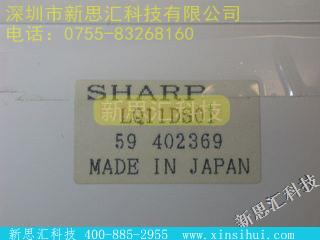 深圳市新思汇科技有限公司
电话：0755-83268160
SHARP
新思汇科技
LQ11DS01
59 402369
MADE IN JAPAN
新思汇科技
新思汇科技 400-885-2955 www.xinsihui.com